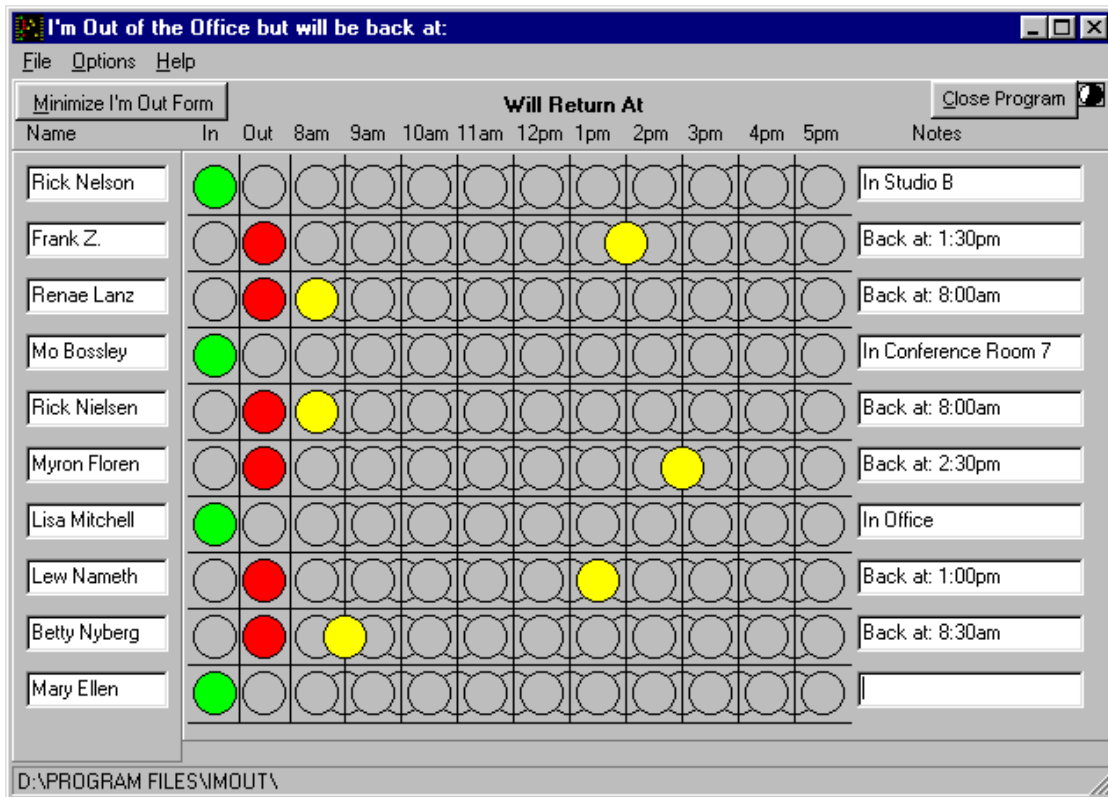 I'm Out of the Office but will be back at:
File Options Help
Minimize I'm Out Form Will Return At Close Program
Name In Out 8am 9am 10am 11am 12pm 1pm 2pm 3pm 4pm 5pm Notes
Rick Nelson In Studio B
Frank Z. Back at: 1:30pm
Renae Lanz Back at: 8:00am
Mo Bossley In Conference Room 7
Rick Nielsen Back at: 8:00am
Myron Floren Back at: 2:30pm
Lisa Mitchell In Office
Lew Nameth Back at: 1:00pm
Betty Nyberg Back at: 8:30am
Mary Ellen
D:\PROGRAM FILES\IMOUT\